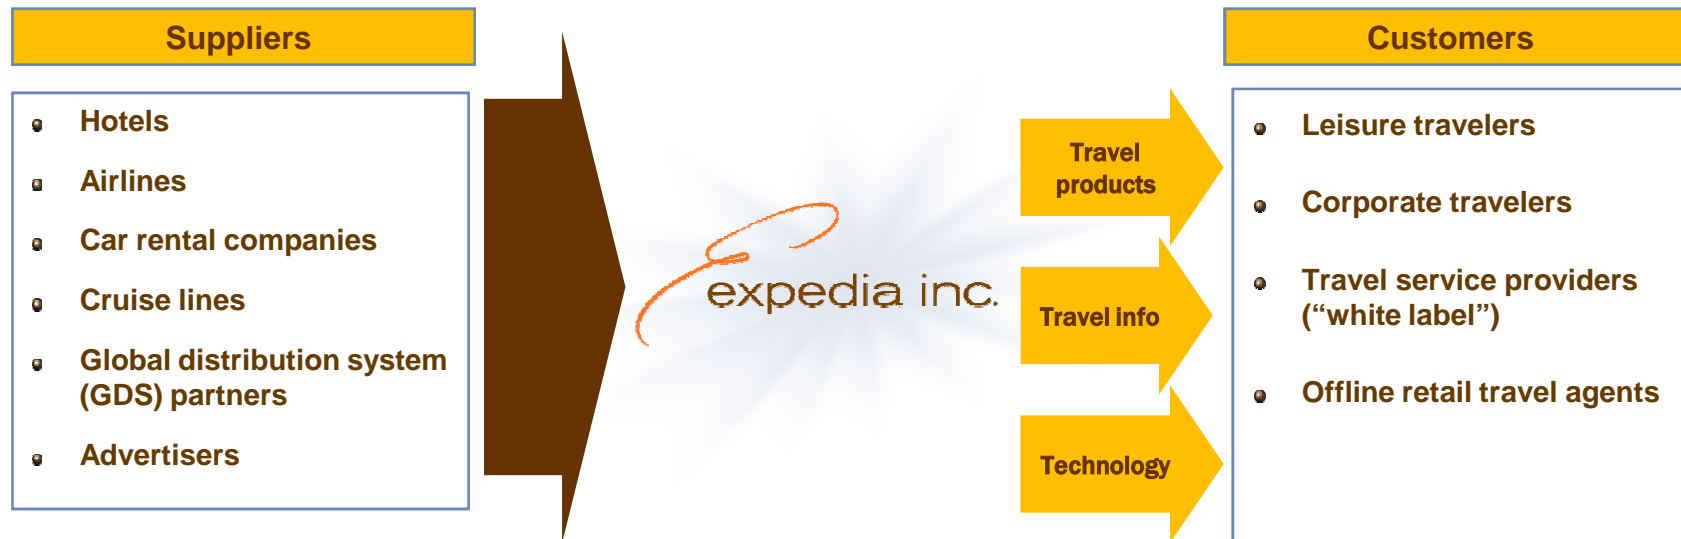 Suppliers
Hotels
Airlines
Car rental companies
Cruise lines
Global distribution system
(GDS) partners
Advertisers
expedia inc.
Travel
products
Travel info
Technology
Customers
Leisure travelers
Corporate travelers
Travel service providers
(“white label”)
Offline retail travel agents